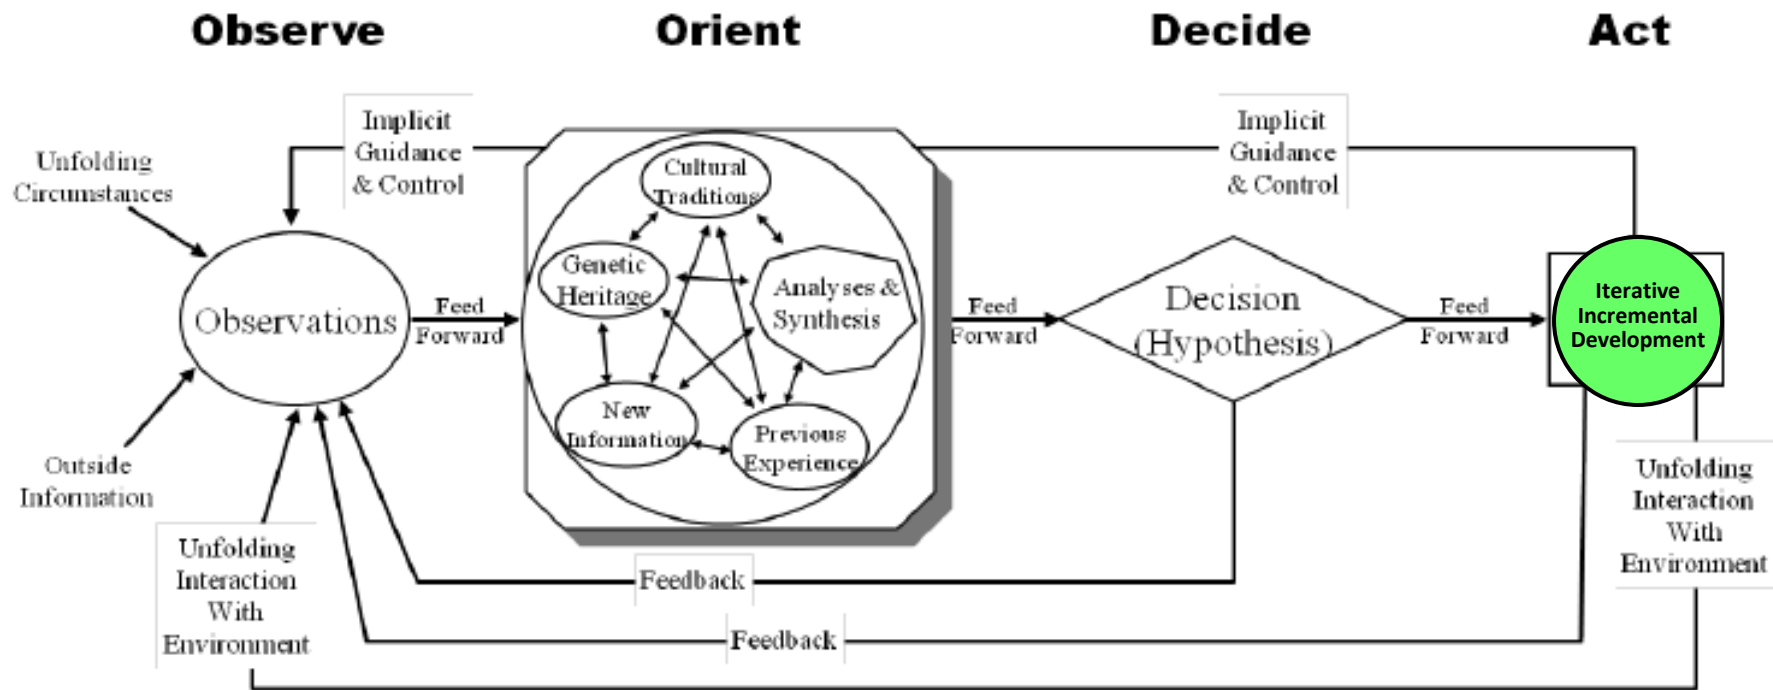 Observe
Orient
Decide
Act
Implicit
Guidance
& Control
Implicit
Guidance
& Control
Unfolding
Circumstances
Observations
Outside
Information
Feed
Forward
Cultural
Traditions
Genetic
Heritage
Analyses &
Synthesis
New
Information
Previous
Experience
Feed
Forward
Decision
(Hypothesis)
Feed
Forward
Iterative
Incremental
Development
Unfolding
Interaction
With
Environment
Unfolding
Interaction
With
Environment
Feedback
Feedback